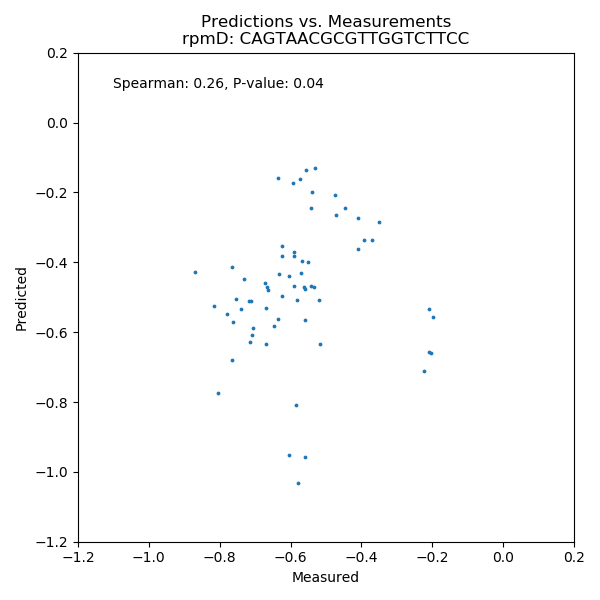 Predictions vs. Measurements
rpmD: CAGTAACGCGTTGGTCTTCC
Spearman: 0.26, P-value: 0.04
0.2
0.0
−0.2
−0.4
−0.6
−0.8
−1.0
−1.2
Predicted
−1.2 −1.0 −0.8 −0.6 −0.4 −0.2 0.0 0.2
Measured